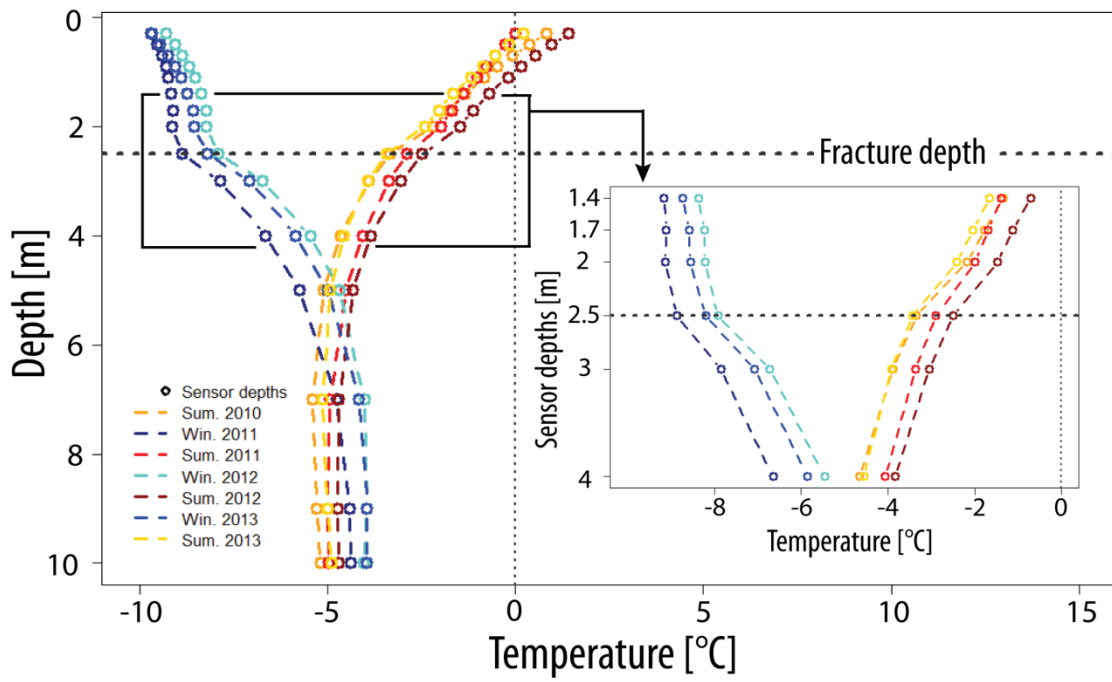 0
2
4
6
8
10
Depth [m]
-10
-5
0
5
10
15
Temperature [°C]
Fracture depth
Sensor depths
Sum. 2010
Win. 2011
Sum. 2011
Win. 2012
Sum. 2012
Win. 2013
Sum. 2013
1.4
1.7
2
2.5
3
4
Sensor depths [m]
-8
-6
-4
-2
0
Temperature [°C]